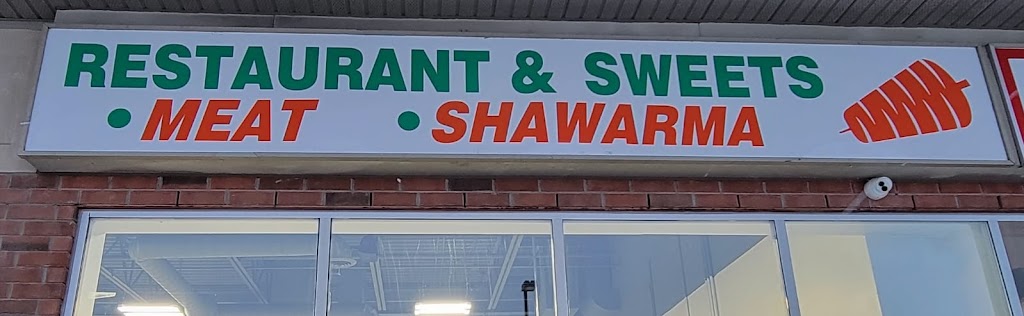 RESTAURANT & SWEETS
• MEAT • SHAWARMA